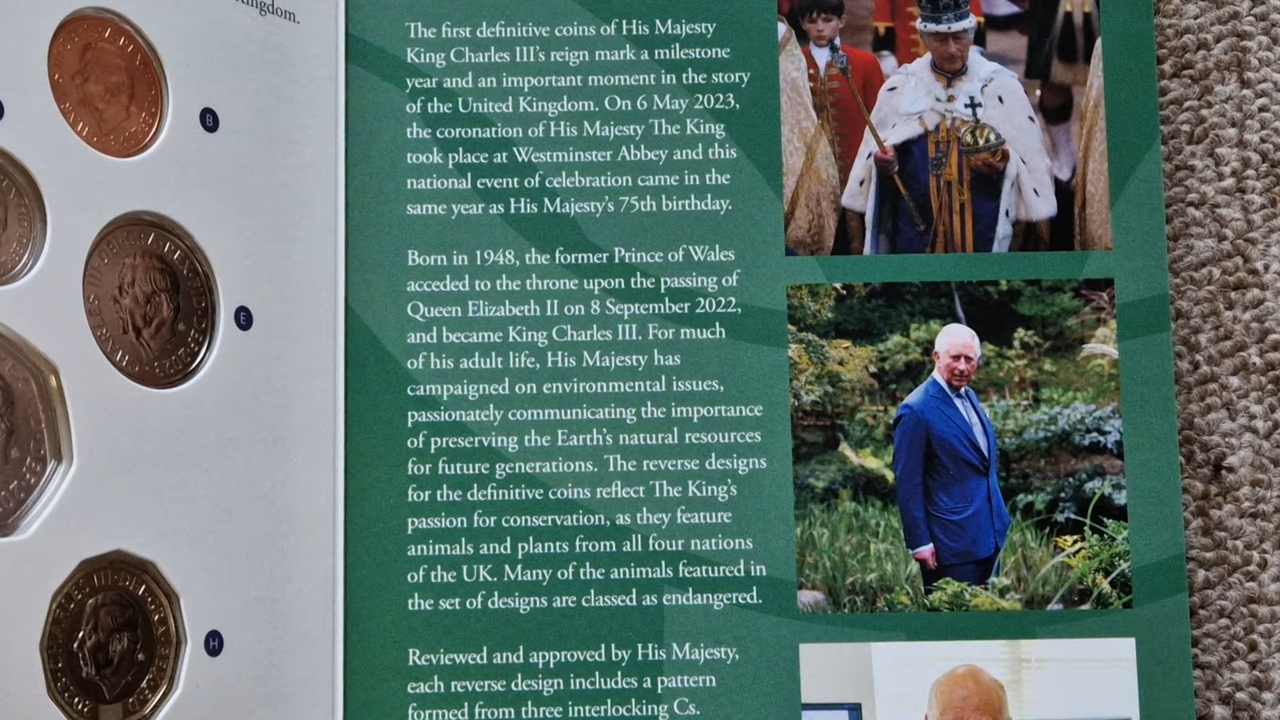 Kingdom.
B
E
H
The first definitive coins of His Majesty
King Charles III's reign mark a milestone
year and an important moment in the story
of the United Kingdom. On 6 May 2023,
the coronation of His Majesty The King
took place at Westminster Abbey and this
national event of celebration came in the
same year as His Majesty's 75th birthday.
Born in 1948, the former Prince of Wales
acceded to the throne upon the passing of
Queen Elizabeth II on 8 September 2022,
and became King Charles III. For much
of his adult life, His Majesty has
campaigned on environmental issues,
passionately communicating the importance
of preserving the Earth's natural resources
for future generations. The reverse designs
for the definitive coins reflect The King's
passion for conservation, as they feature
animals and plants from all four nations
of the UK. Many of the animals featured in
the set of designs are classed as endangered.
Reviewed and approved by His Majesty,
each reverse design includes a pattern
formed from three interlocking Cs.